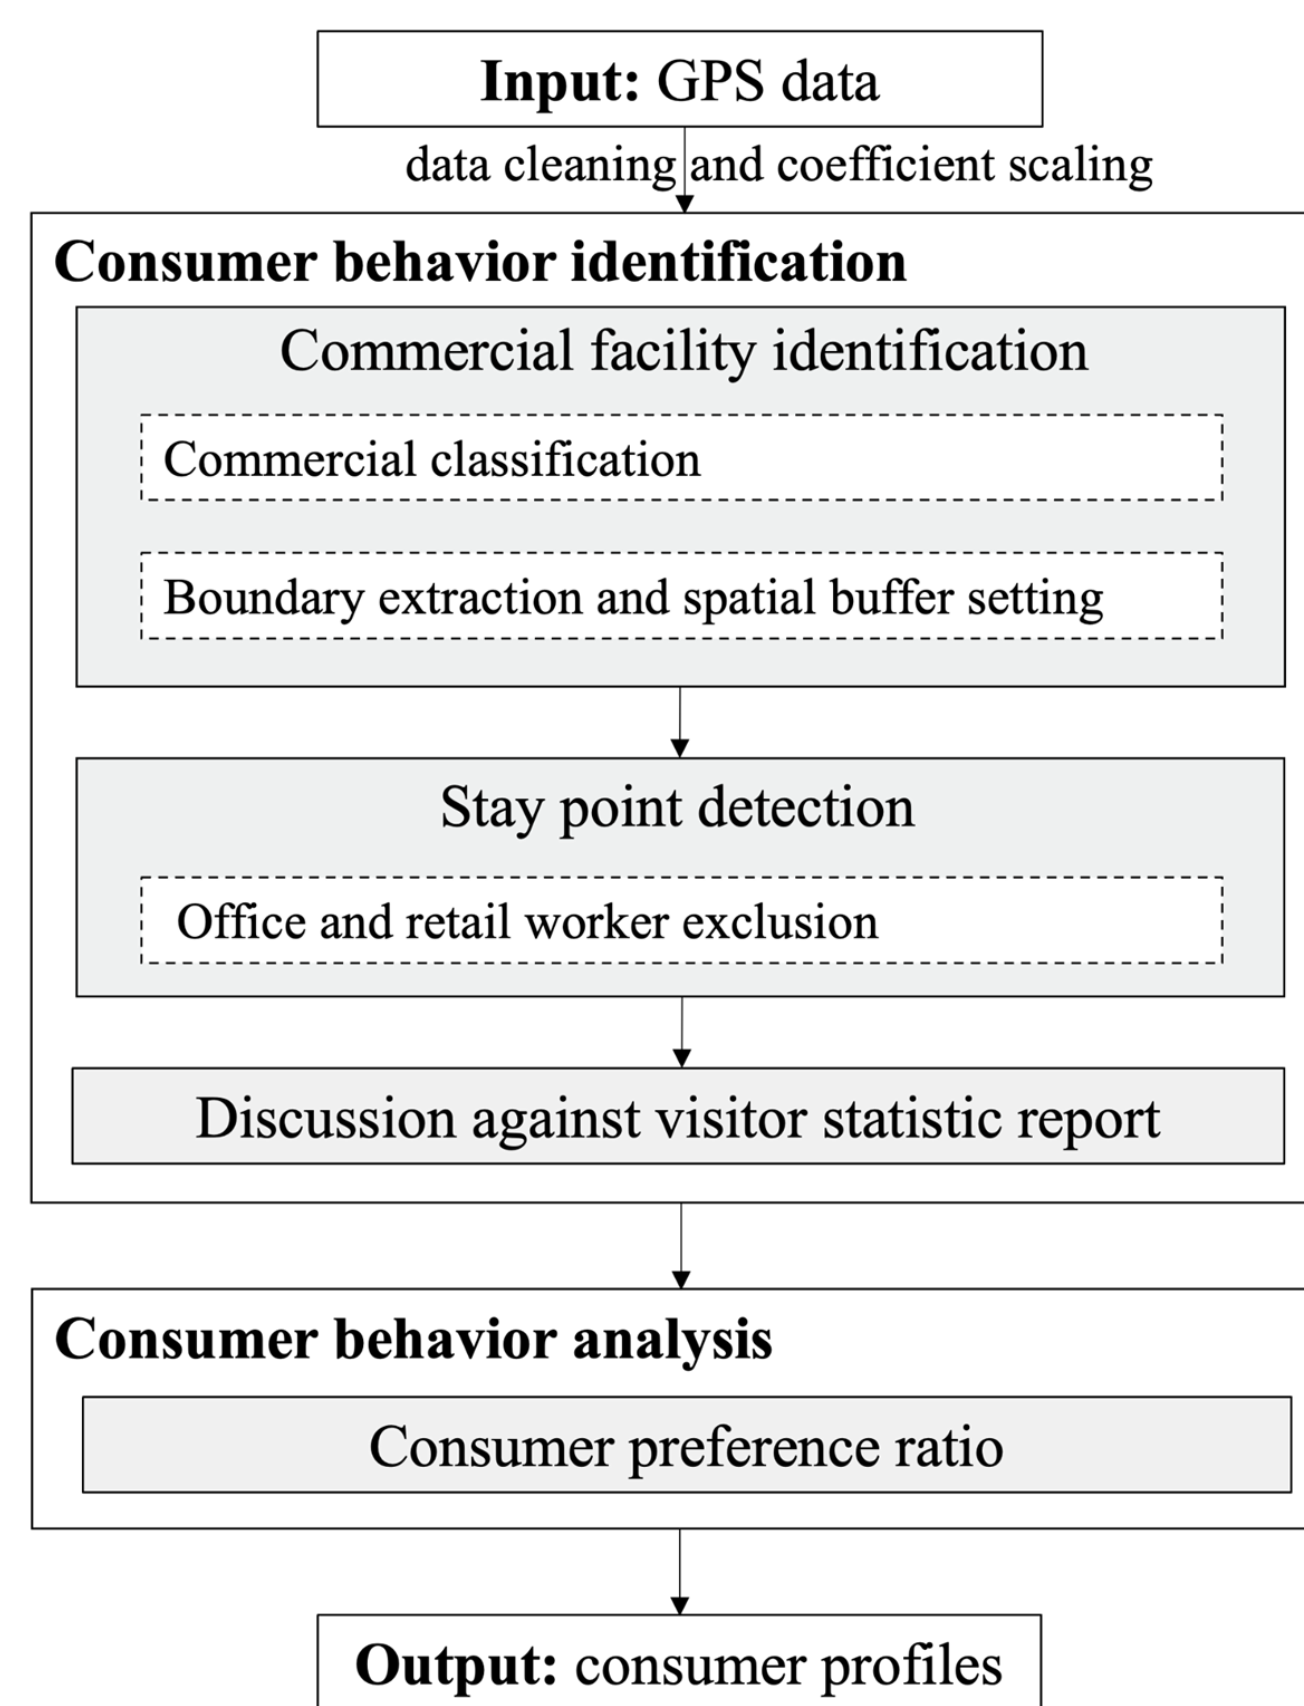 Input: GPS data
data cleaning and coefficient scaling
Consumer behavior identification
Commercial facility identification
Commercial classification
Boundary extraction and spatial buffer setting
Stay point detection
Office and retail worker exclusion
Discussion against visitor statistic report
Consumer behavior analysis
Consumer preference ratio
Output: consumer profiles